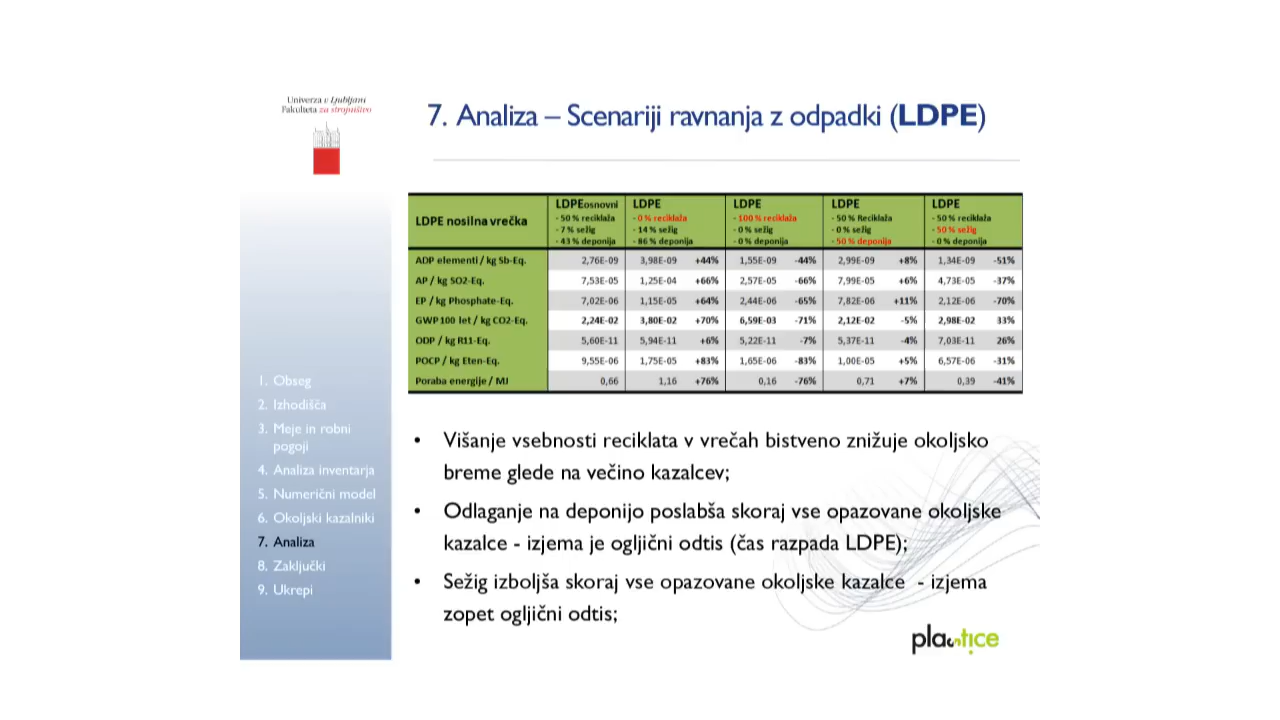 Univerza v Ljubljani
Fakulteta za strojništvo
7. Analiza – Scenariji ravnanja z odpadki (LDPE)
LDPE nosilna vrečka
LDPEosnovni
- 50 % reciklaža
- 7 % sežig
- 43 % deponija
LDPE
- 0 % reciklaža
- 14 % sežig
- 86 % deponija
LDPE
- 100 % reciklaža
- 0 % sežig
- 0 % deponija
LDPE
- 50 % Reciklaža
- 0 % sežig
- 50 % deponija
LDPE
- 50 % reciklaža
- 50 % sežig
- 0 % deponija
ADP elementi / kg Sb-Eq. 2,76E-09 3,98E-09 +44% 1,55E-09 -44% 2,99E-09 +8% 1,34E-09 -51%
AP / kg SO2-Eq. 7,53E-05 1,25E-04 +66% 2,57E-05 -66% 7,99E-05 +6% 4,73E-05 -37%
EP / kg Phosphate-Eq. 7,02E-06 1,15E-05 +64% 2,44E-06 -65% 7,82E-06 +11% 2,12E-06 -70%
GWP 100 let / kg CO2-Eq. 2,24E-02 3,80E-02 +70% 6,59E-03 -71% 2,12E-02 -5% 2,98E-02 33%
ODP / kg R11-Eq. 5,60E-11 5,94E-11 +6% 5,22E-11 -7% 5,37E-11 -4% 7,03E-11 26%
POCP / kg Eten-Eq. 9,55E-06 1,75E-05 +83% 1,65E-06 -83% 1,00E-05 +5% 6,57E-06 -31%
Poraba energije / MJ 0,66 1,16 +76% 0,16 -76% 0,71 +7% 0,39 -41%
1. Obseg
2. Izhodišča
3. Meje in robni
pogoji
4. Analiza inventarja
5. Numerični model
6. Okoljski kazalniki
7. Analiza
8. Zaključki
9. Ukrepi
• Višanje vsebnosti reciklata v vrečah bistveno znižuje okoljsko
breme glede na večino kazalcev;
• Odlaganje na deponijo poslabša skoraj vse opazovane okoljske
kazalce - izjema je ogljični odtis (čas razpada LDPE);
• Sežig izboljša skoraj vse opazovane okoljske kazalce - izjema
zopet ogljični odtis;
plastice